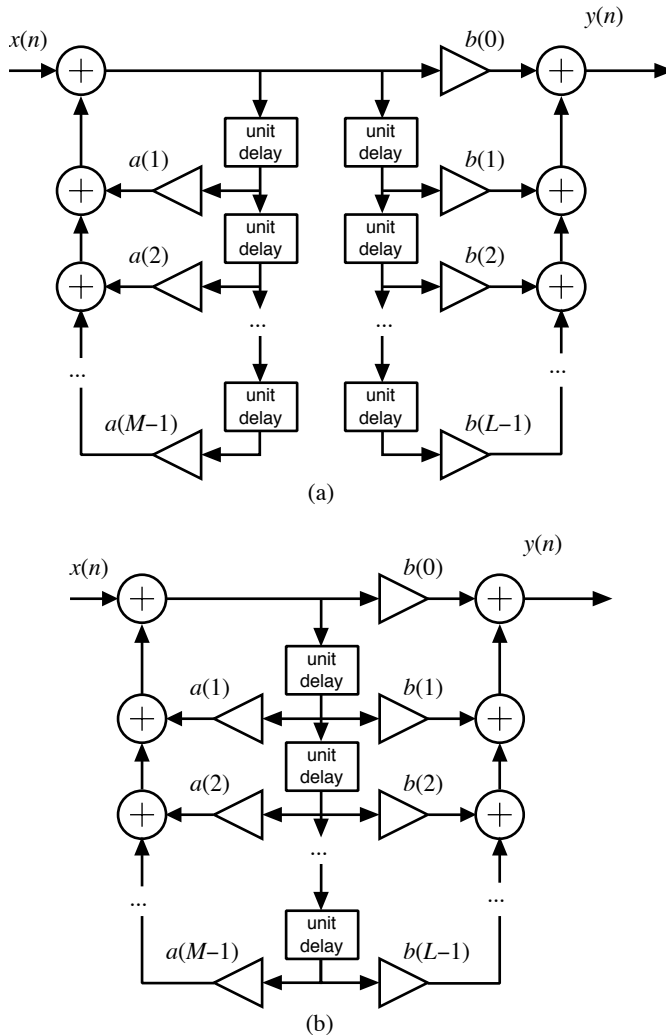 x(n) b(0) y(n)
unit delay unit delay
a(1) b(1)
unit delay unit delay
a(2) b(2)
... ...
... ...
unit delay unit delay
a(M−1) b(L−1)
(a)
x(n) b(0) y(n)
unit delay
a(1) b(1)
unit delay
a(2) b(2)
...
... ...
unit delay
a(M−1) b(L−1)
(b)